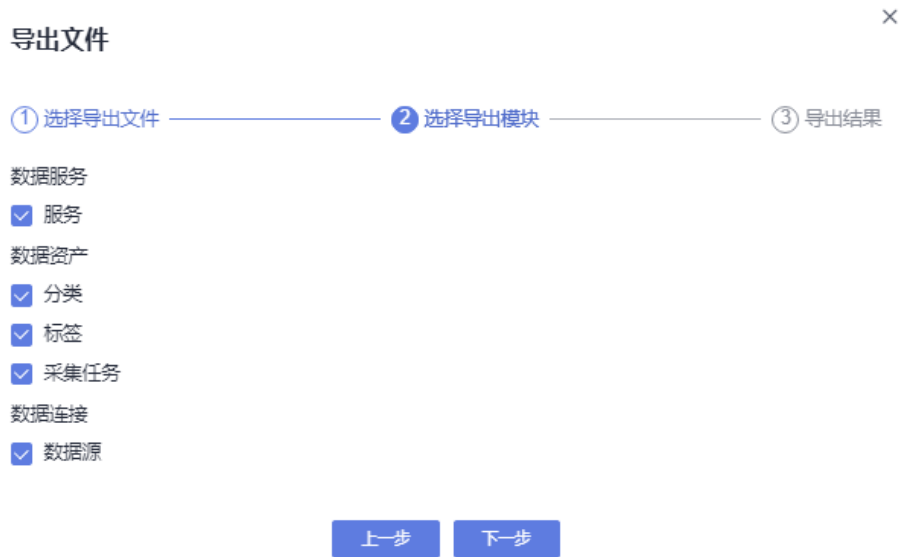 导出文件
1 选择导出文件 2 选择导出模块 3 导出结果
数据服务
服务
数据资产
分类
标签
采集任务
数据连接
数据源
上一步 下一步